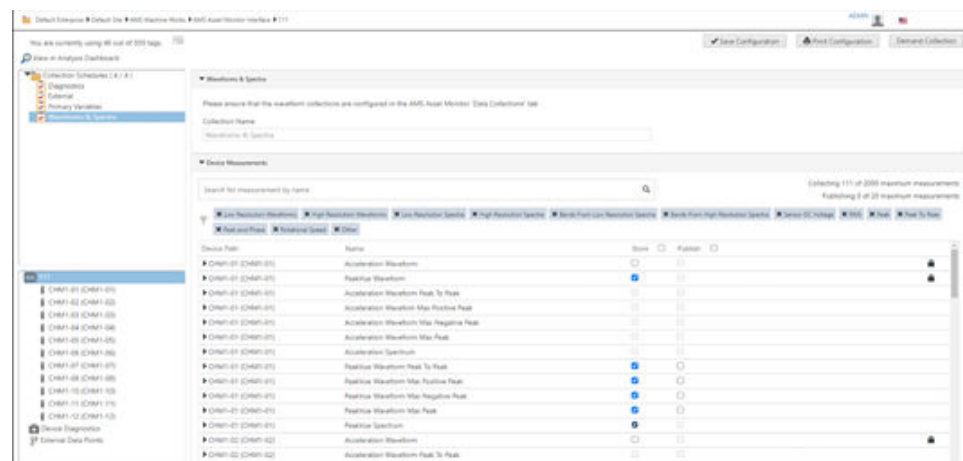 Default Enterprise Default Site AMS Machine Works AMS Asset Monitor Interface 111
ADMIN
You are currently using 46 out of tags.
View in Analysis Dashboard
Save Configuration Print Configuration Demand Collection
Collection Schedules (4 / 4)
Diagnostics
External
Primary Variables
Waveforms & Spectra
111
CHM1-01 (CHM1-01)
CHM1-02 (CHM1-02)
CHM1-03 (CHM1-03)
CHM1-04 (CHM1-04)
CHM1-05 (CHM1-05)
CHM1-06 (CHM1-06)
CHM1-07 (CHM1-07)
CHM1-08 (CHM1-08)
CHM1-10 (CHM1-10)
CHM1-11 (CHM1-11)
CHM1-12 (CHM1-12)
Device Diagnostics
External Data Points
Waveforms & Spectra
Please ensure that the waveform collections are configured in the AMS Asset Monitor 'Data Collections' tab
Collection Name
Waveforms & Spectra
Device Measurements
Search for measurement by name
Collecting 111 of 2000 maximum measurements
Publishing 0 of 20 maximum measurements
Low Resolution Waveforms High Resolution Waveforms Low Resolution Spectra High Resolution Spectra Bands From Low Resolution Spectra Bands From High Resolution Spectra Sensor DC Voltage RMS Peak Peak To Peak
Peak and Phase Rotational Speed Other
Device Path Name Store Publish
CHM1-01 (CHM1-01) Acceleration Waveform
CHM1-01 (CHM1-01) PeakVue Waveform
CHM1-01 (CHM1-01) Acceleration Waveform Peak To Peak
CHM1-01 (CHM1-01) Acceleration Waveform Max Positive Peak
CHM1-01 (CHM1-01) Acceleration Waveform Max Negative Peak
CHM1-01 (CHM1-01) Acceleration Waveform Max Peak
CHM1-01 (CHM1-01) Acceleration Spectrum
CHM1-01 (CHM1-01) PeakVue Waveform Peak To Peak
CHM1-01 (CHM1-01) PeakVue Waveform Max Positive Peak
CHM1-01 (CHM1-01) PeakVue Waveform Max Negative Peak
CHM1-01 (CHM1-01) PeakVue Waveform Max Peak
CHM1-01 (CHM1-01) PeakVue Spectrum
CHM1-02 (CHM1-02) Acceleration Waveform
CHM1-02 (CHM1-02) Acceleration Waveform Peak To Peak